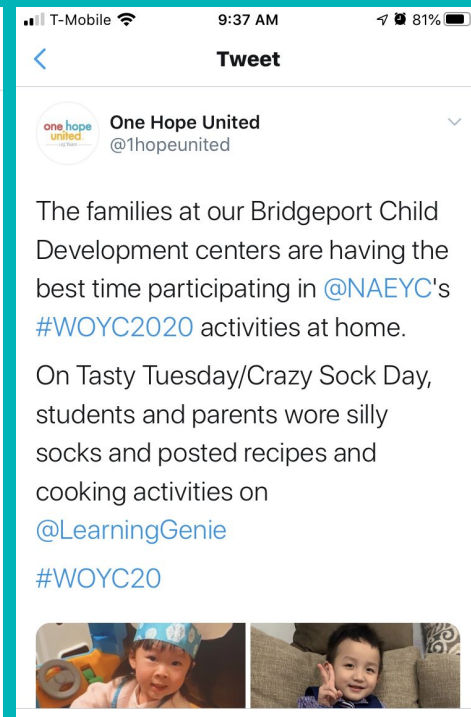 T-Mobile 9:37 AM 81%
Tweet
one hope
united
One Hope United
@1hopeunited
The families at our Bridgeport Child
Development centers are having the
best time participating in @NAEYC's
#WOYC2020 activities at home.
On Tasty Tuesday/Crazy Sock Day,
students and parents wore silly
socks and posted recipes and
cooking activities on
@LearningGenie
#WOYC20